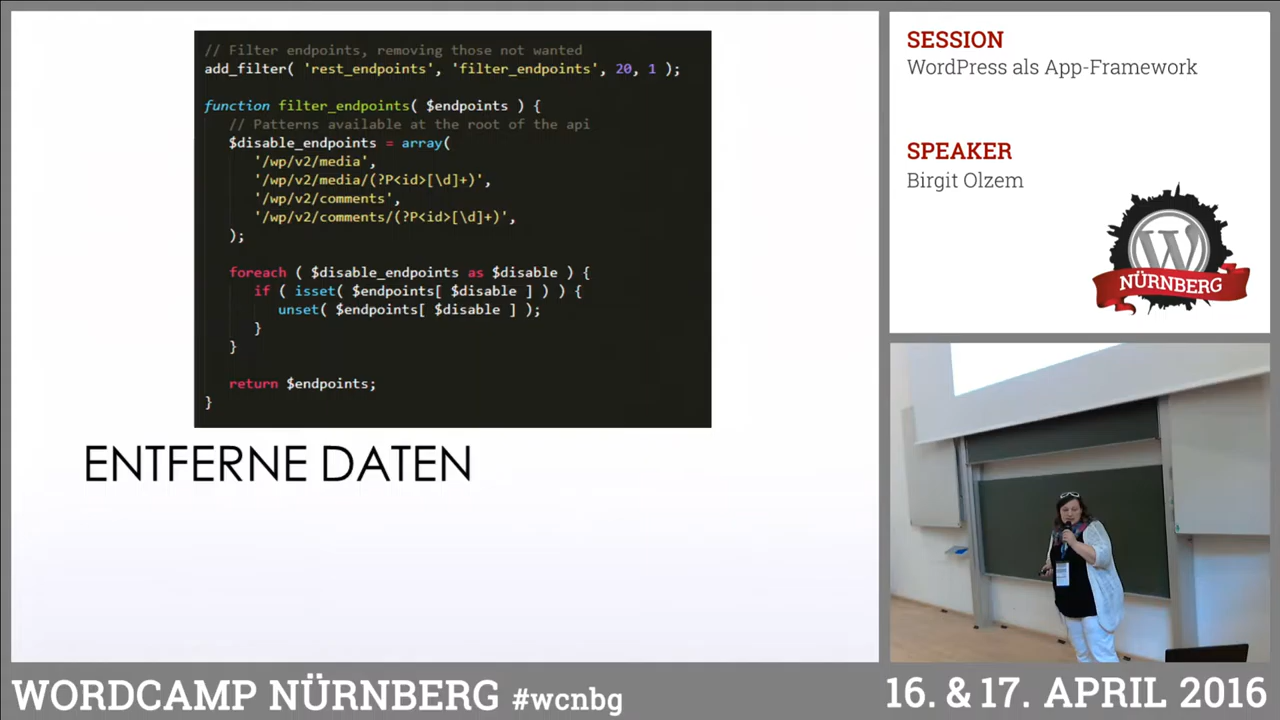 // Filter endpoints, removing those not wanted
add_filter( 'rest_endpoints', 'filter_endpoints', 20, 1 );
function filter_endpoints( $endpoints ) {
// Patterns available at the root of the api
$disable_endpoints = array(
'/wp/v2/media',
'/wp/v2/media/(?P<id>[\d]+)',
'/wp/v2/comments',
'/wp/v2/comments/(?P<id>[\d]+)',
);
foreach ( $disable_endpoints as $disable ) {
if ( isset( $endpoints[ $disable ] ) ) {
unset( $endpoints[ $disable ] );
}
}
return $endpoints;
}
ENTFERNE DATEN
SESSION
WordPress als App-Framework
SPEAKER
Birgit Olzem
W
NÜRNBERG
WORDCAMP NÜRNBERG #wcnbg
16. & 17. APRIL 2016